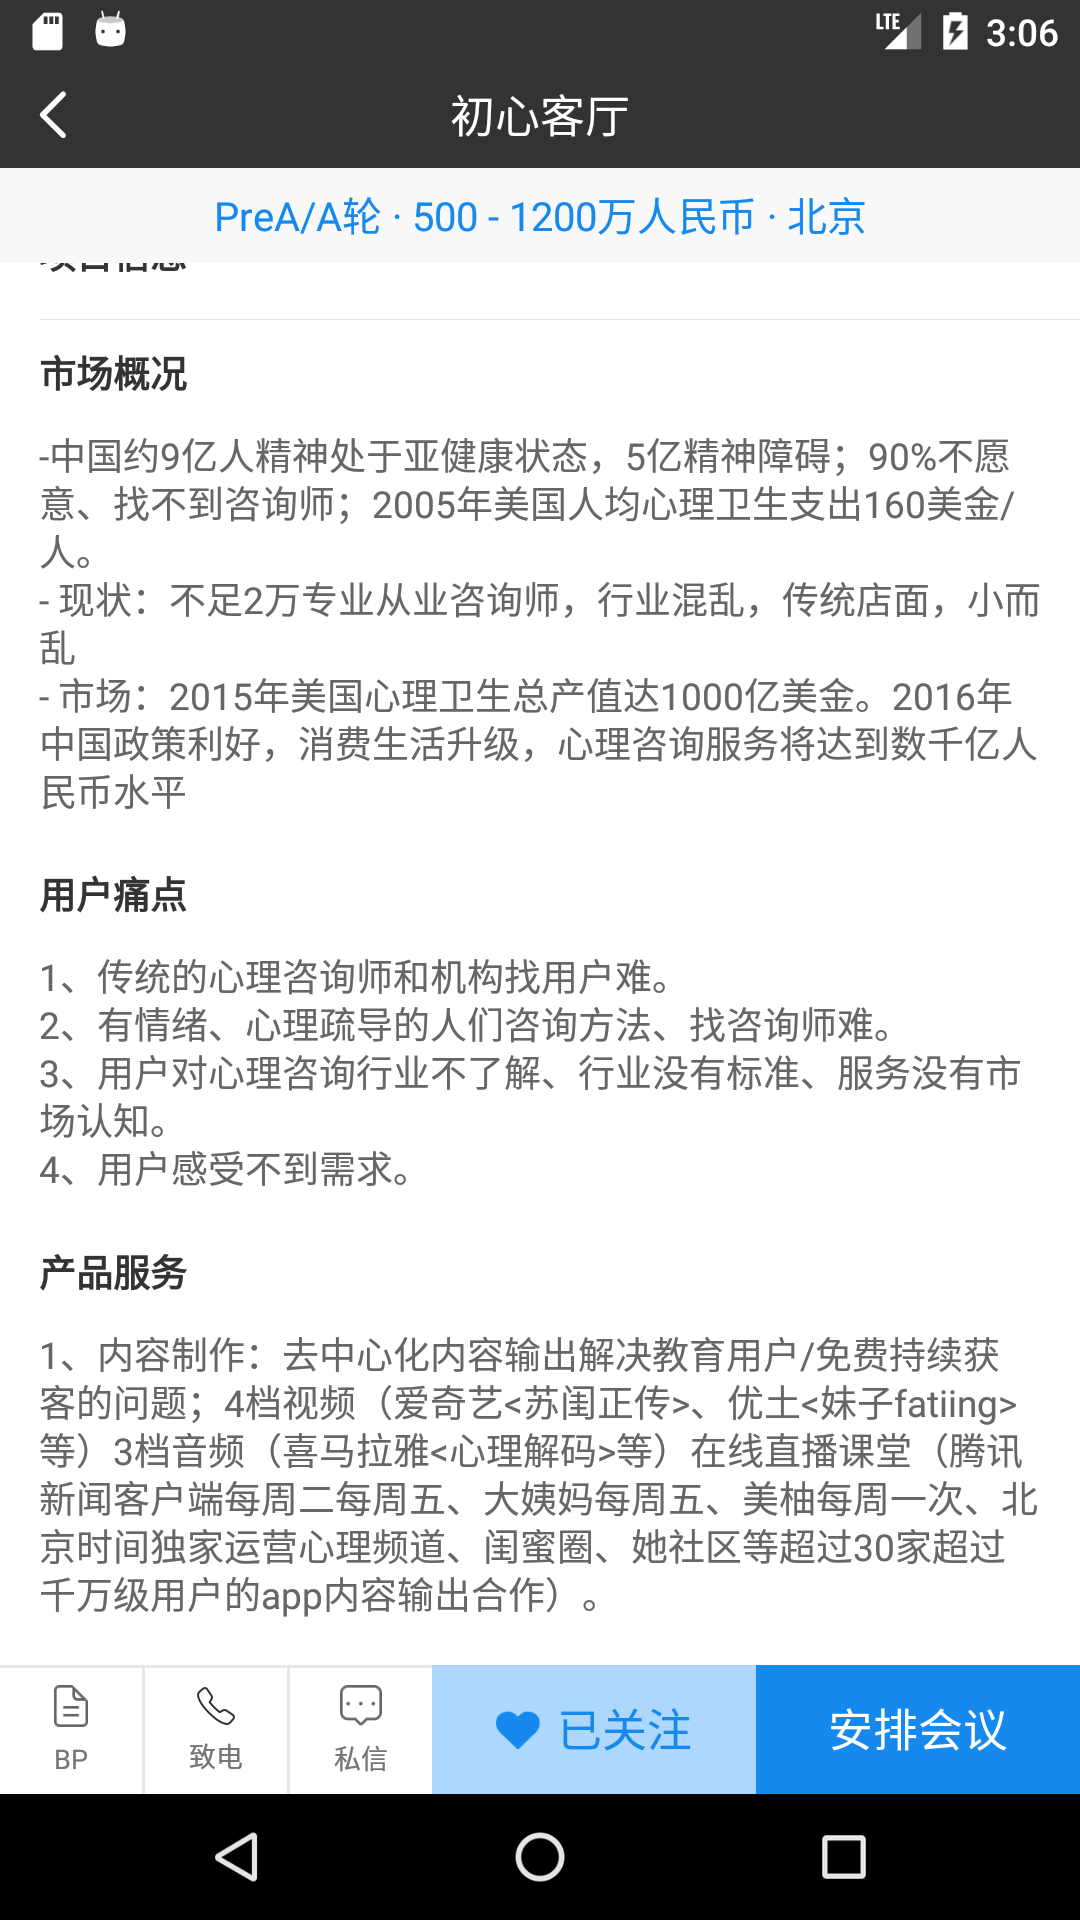 LTE 3:06
初心客厅
PreA/A轮 · 500 - 1200万人民币 · 北京
项目信息
市场概况
-中国约9亿人精神处于亚健康状态，5亿精神障碍；90%不愿
意、找不到咨询师；2005年美国人均心理卫生支出160美金/
人。
- 现状：不足2万专业从业咨询师，行业混乱，传统店面，小而
乱
- 市场：2015年美国心理卫生总产值达1000亿美金。2016年
中国政策利好，消费生活升级，心理咨询服务将达到数千亿人
民币水平
用户痛点
1、传统的心理咨询师和机构找用户难。
2、有情绪、心理疏导的人们咨询方法、找咨询师难。
3、用户对心理咨询行业不了解、行业没有标准、服务没有市
场认知。
4、用户感受不到需求。
产品服务
1、内容制作：去中心化内容输出解决教育用户/免费持续获
客的问题；4档视频（爱奇艺<苏闺正传>、优土<妹子fatiing>
等）3档音频（喜马拉雅<心理解码>等）在线直播课堂（腾讯
新闻客户端每周二每周五、大姨妈每周五、美柚每周一次、北
京时间独家运营心理频道、闺蜜圈、她社区等超过30家超过
千万级用户的app内容输出合作）。
BP 致电 私信 已关注 安排会议